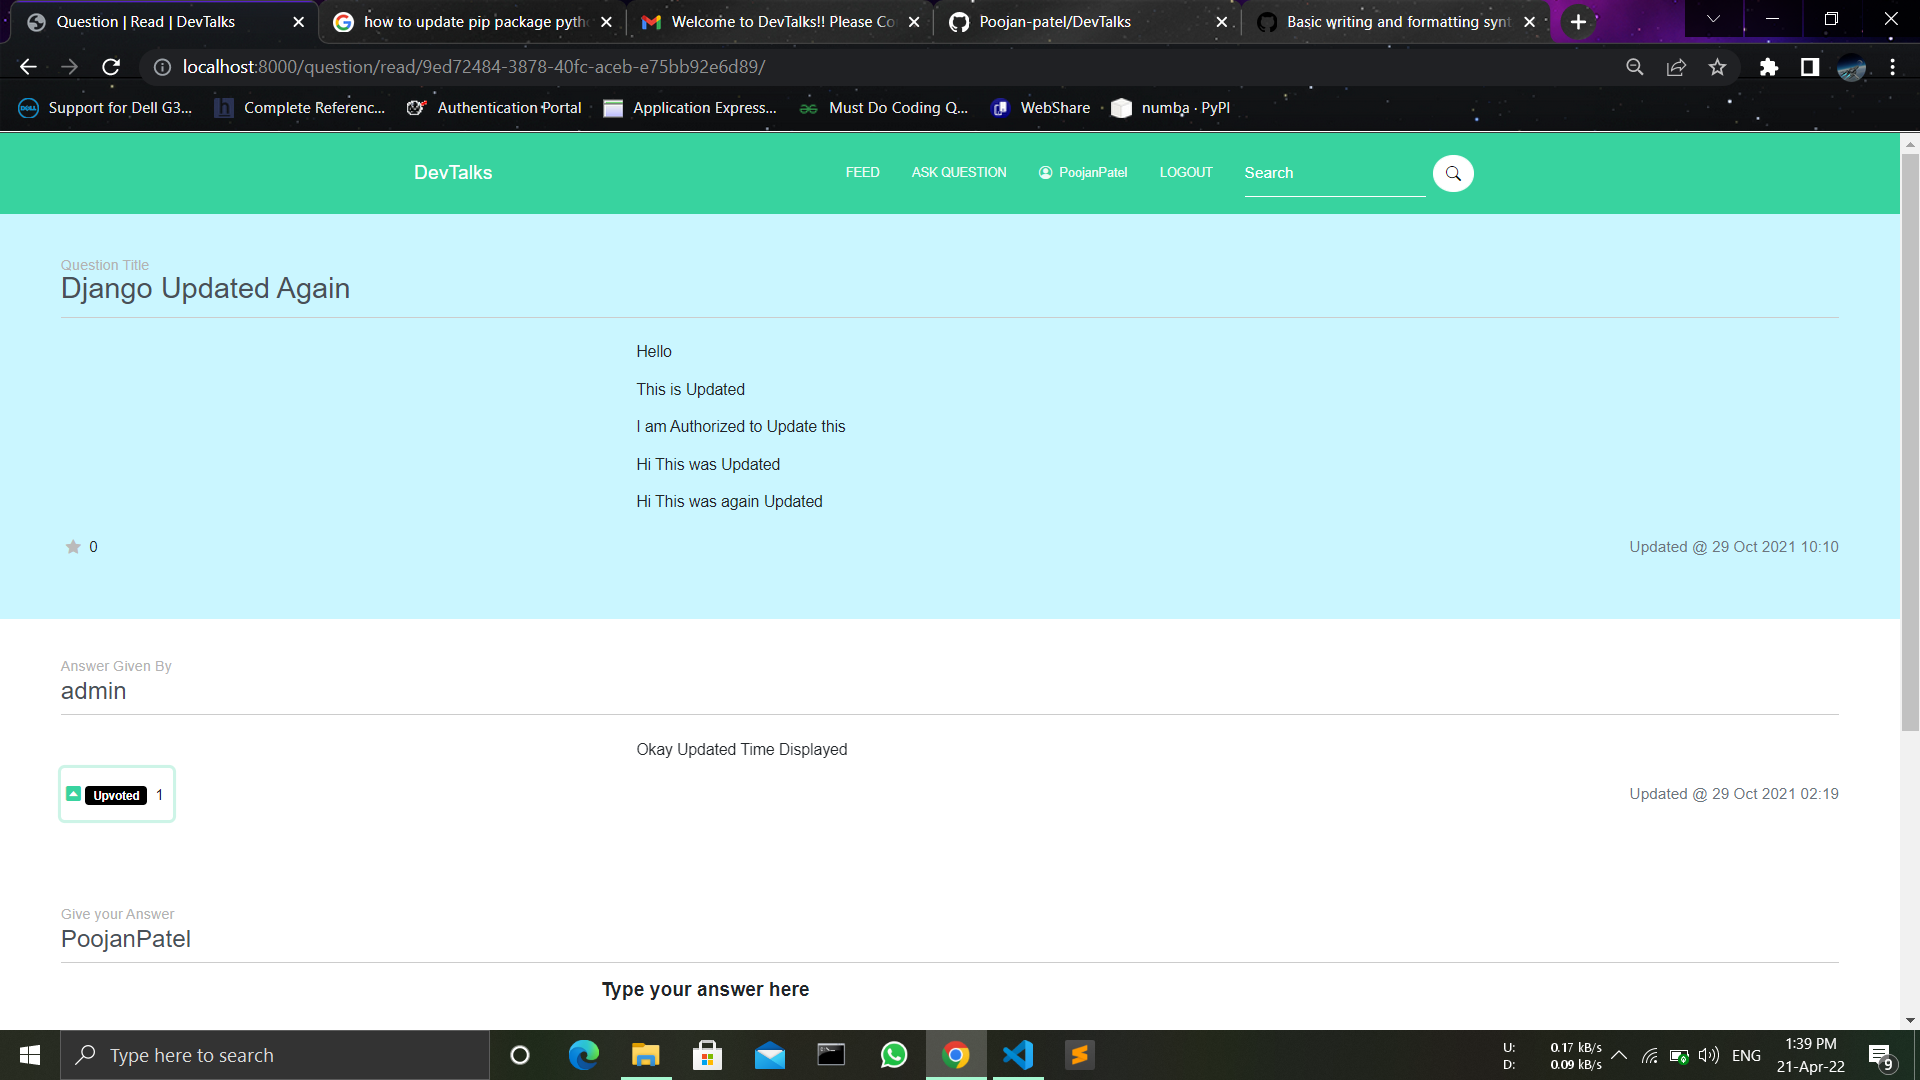 Question | Read | DevTalks
how to update pip package pyth
Welcome to DevTalks!! Please Co
Poojan-patel/DevTalks
Basic writing and formatting synt
localhost:8000/question/read/9ed72484-3878-40fc-aceb-e75bb92e6d89/
Support for Dell G3...
Complete Referenc...
Authentication Portal
Application Express...
Must Do Coding Q...
WebShare
numba · PyPI
DevTalks
FEED
ASK QUESTION
PoojanPatel
LOGOUT
Search
Question Title
Django Updated Again
Hello
This is Updated
I am Authorized to Update this
Hi This was Updated
Hi This was again Updated
0
Updated @ 29 Oct 2021 10:10
Answer Given By
admin
Okay Updated Time Displayed
Upvoted 1
Updated @ 29 Oct 2021 02:19
Give your Answer
PoojanPatel
Type your answer here
Type here to search
U: 0.17 kB/s
D: 0.09 kB/s
ENG
1:39 PM
21-Apr-22
9